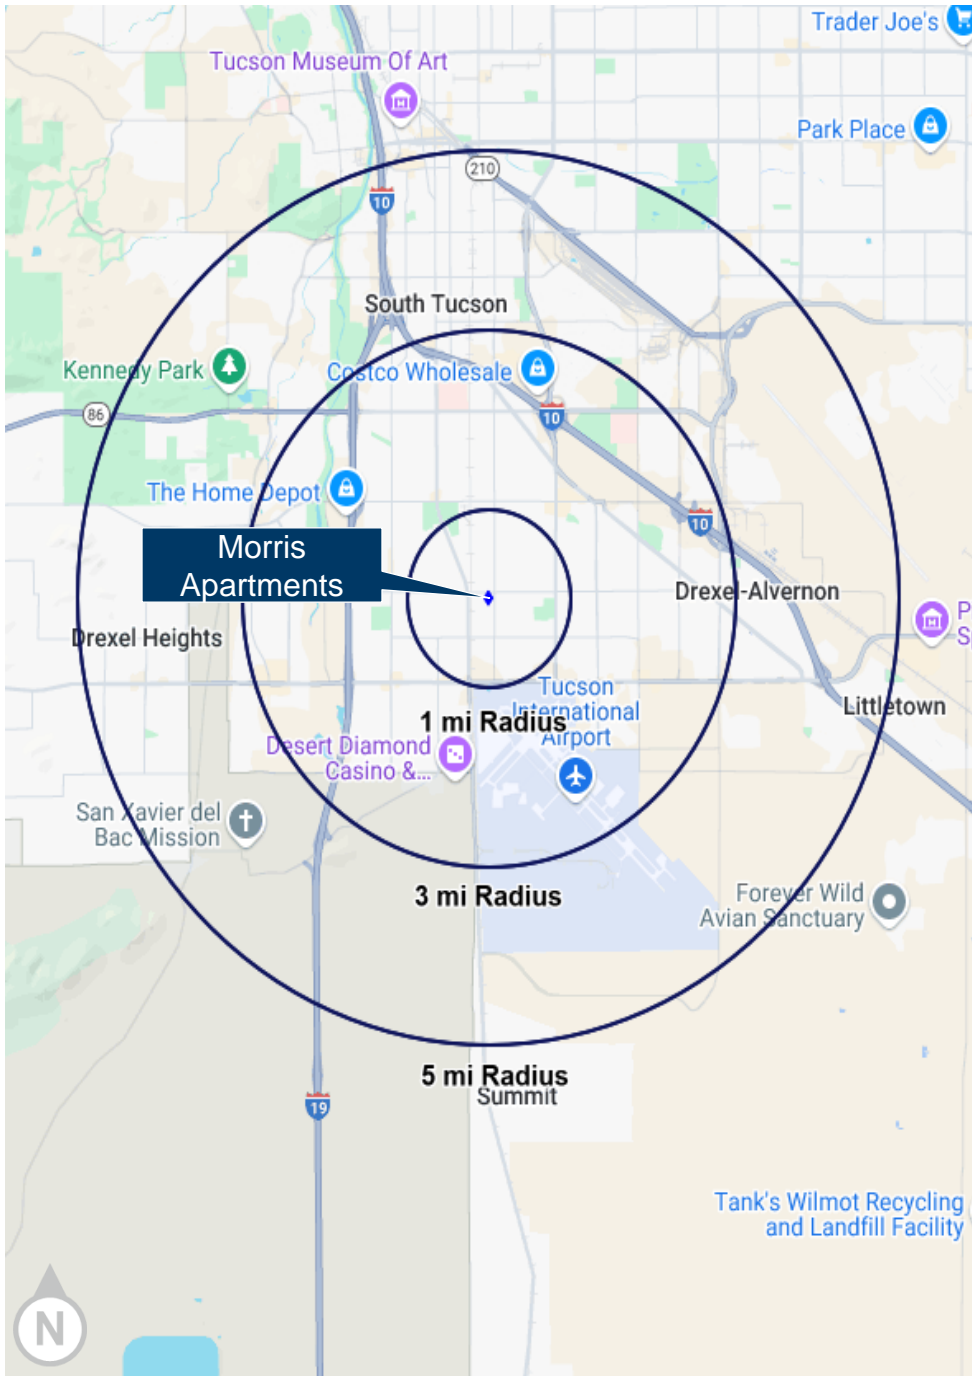 Trader Joe's
Tucson Museum Of Art
Park Place
210
10
South Tucson
Kennedy Park
Costco Wholesale
86
10
The Home Depot
10
Morris
Apartments
Drexel-Alvernon
P
S
Drexel Heights
Tucson
International
Airport
Littletown
1 mi Radius
Desert Diamond
Casino &...
San Xavier del
Bac Mission
3 mi Radius
Forever Wild
Avian Sanctuary
5 mi Radius
Summit
19
Tank's Wilmot Recycling
and Landfill Facility
N